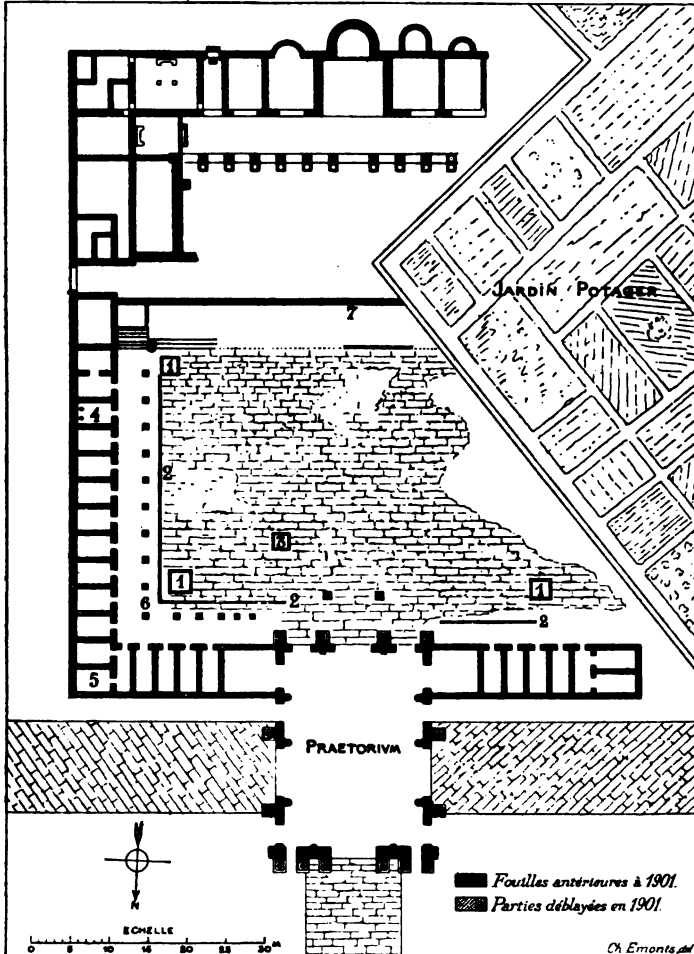 JARDIN POTAGER
7
1
4
2
3
1
1
6
2
2
5
PRAETORIVM
N
Fouilles antérieures à 1901.
Parties déblayées en 1901.
ECHELLE
0 5 10 15 20 25 30 M
Ch. Emonts, del